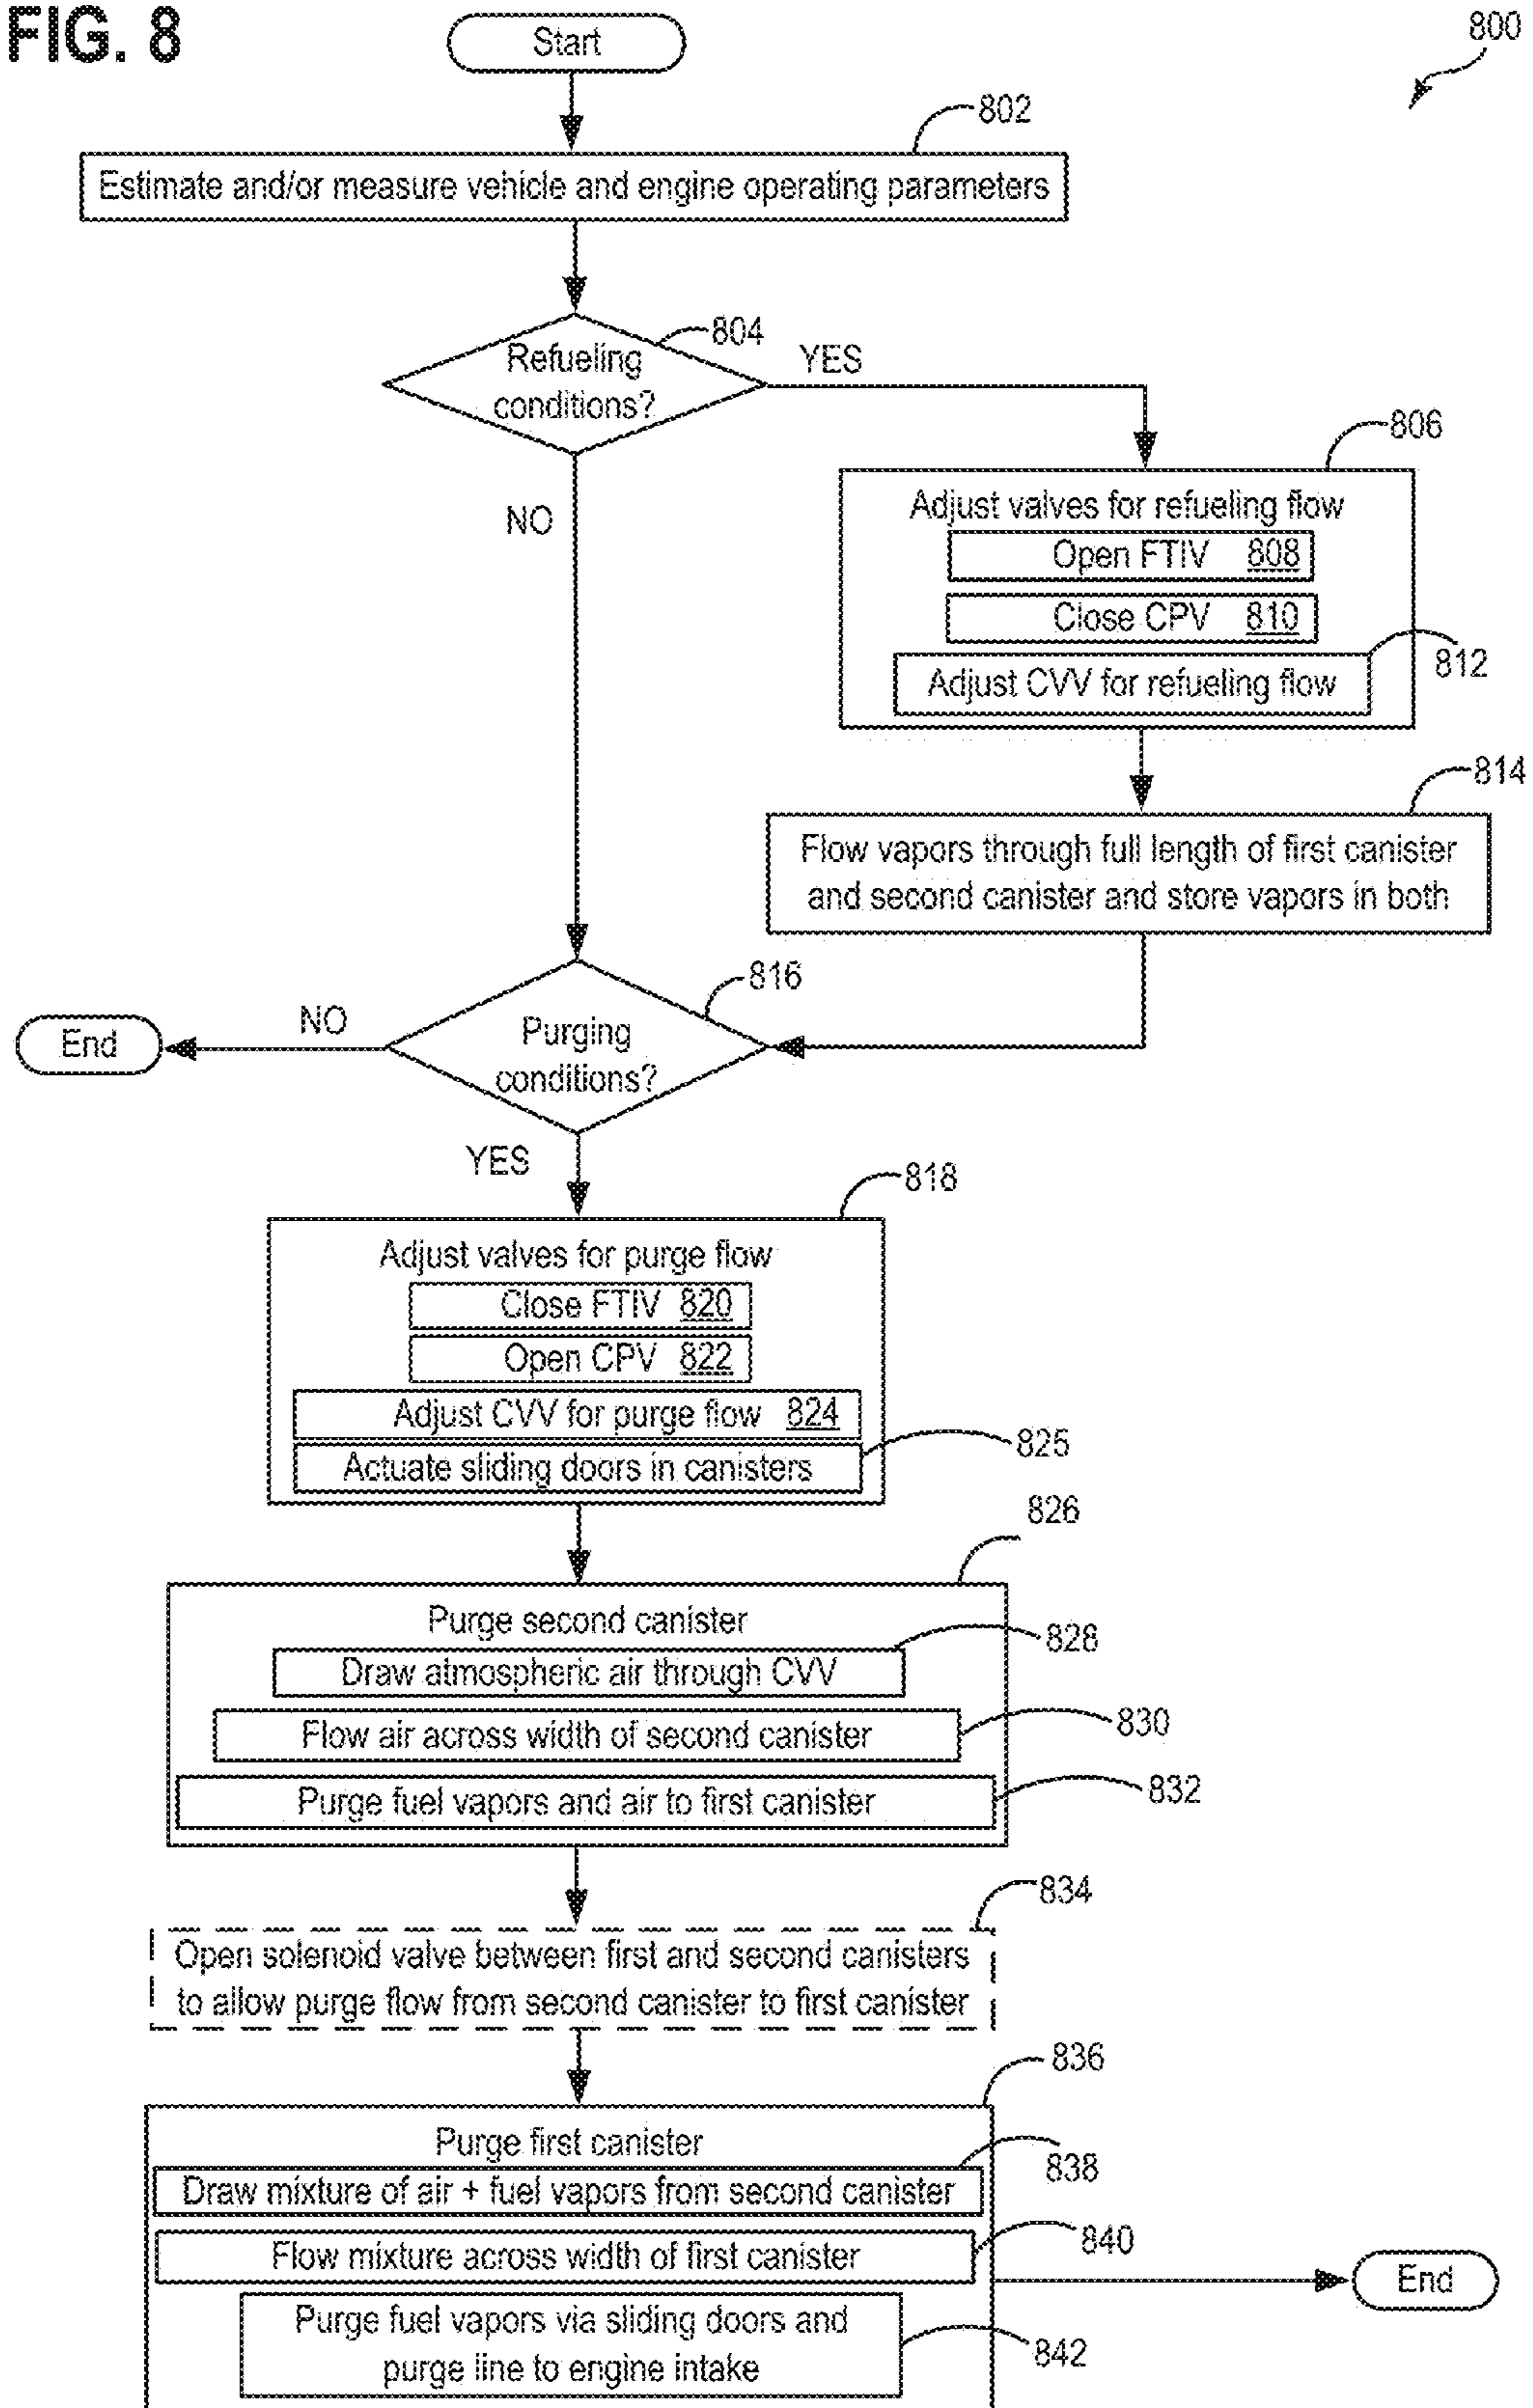 FIG. 8
800
Start
802
Estimate and/or measure vehicle and engine operating parameters
804
Refueling
conditions?
YES
NO
806
Adjust valves for refueling flow
Open FTIV 808
Close CPV 810
Adjust CVV for refueling flow
812
814
Flow vapors through full length of first canister
and second canister and store vapors in both
816
Purging
conditions?
NO
End
YES
818
Adjust valves for purge flow
Close FTIV 820
Open CPV 822
Adjust CVV for purge flow 824
Actuate sliding doors in canisters
825
826
Purge second canister
828
Draw atmospheric air through CVV
Flow air across width of second canister
830
Purge fuel vapors and air to first canister
832
834
Open solenoid valve between first and second canisters
to allow purge flow from second canister to first canister
836
Purge first canister
838
Draw mixture of air + fuel vapors from second canister
Flow mixture across width of first canister
840
End
Purge fuel vapors via sliding doors and
purge line to engine intake
842